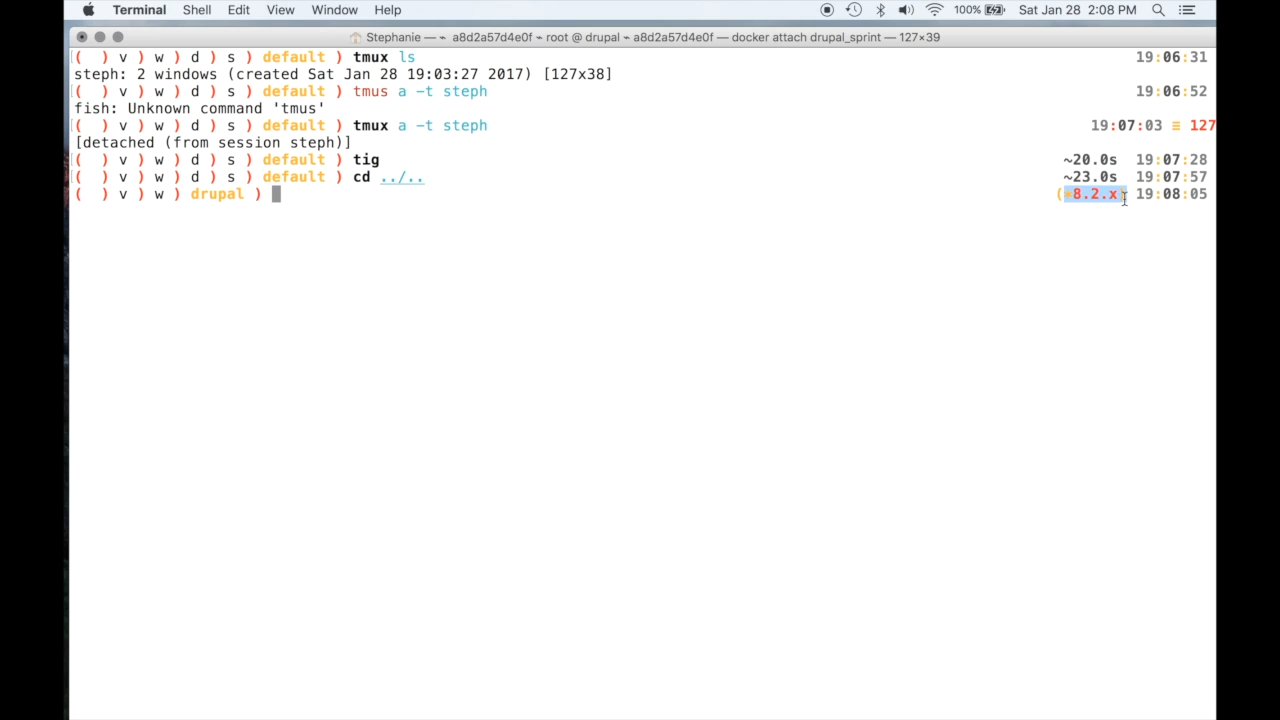 Terminal Shell Edit View Window Help 100% Sat Jan 28 2:08 PM
Stephanie — ⌁ a8d2a57d4e0f ⌁ root @ drupal ⌁ a8d2a57d4e0f — docker attach drupal_sprint — 127×39
( ) v ) w ) d ) s ) default ) tmux ls 19:06:31
steph: 2 windows (created Sat Jan 28 19:03:27 2017) [127x38]
( ) v ) w ) d ) s ) default ) tmus a -t steph 19:06:52
fish: Unknown command 'tmus'
( ) v ) w ) d ) s ) default ) tmux a -t steph 19:07:03 ≡ 127
[detached (from session steph)]
( ) v ) w ) d ) s ) default ) tig ~20.0s 19:07:28
( ) v ) w ) d ) s ) default ) cd ../.. ~23.0s 19:07:57
( ) v ) w ) drupal ) (*8.2.x) 19:08:05